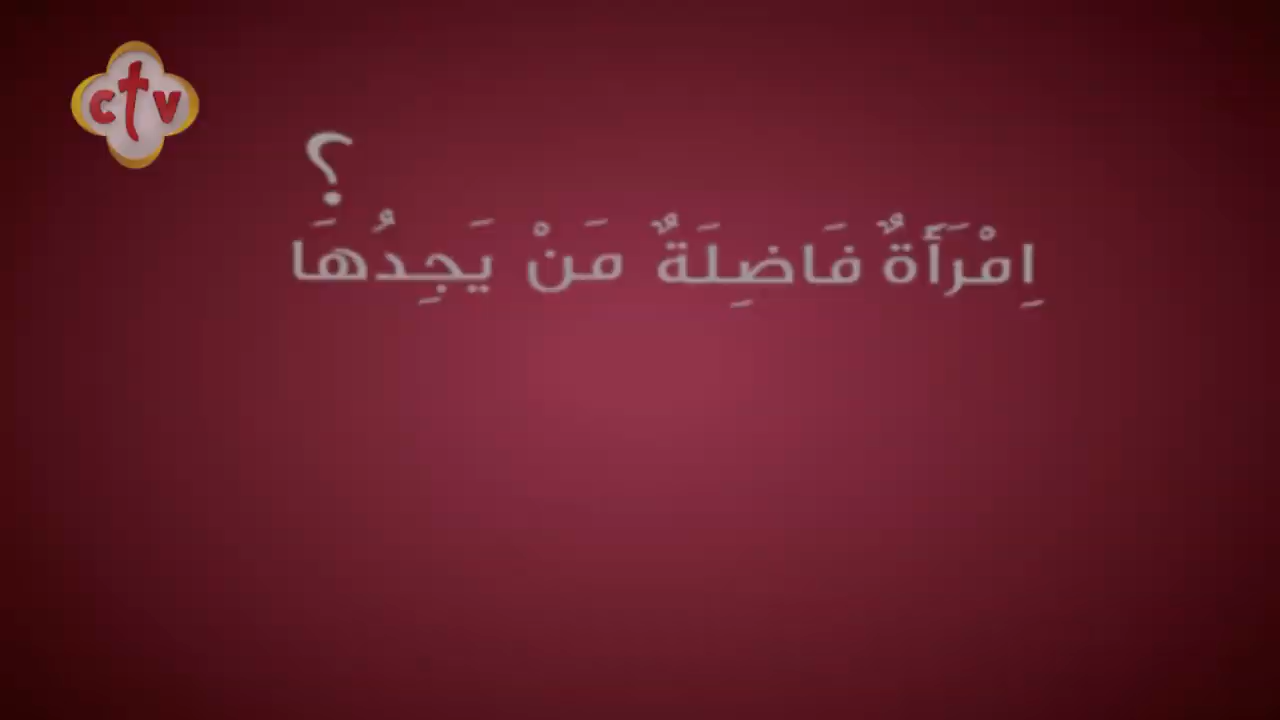 ctv
؟
اِمْرَأَةٌ فَاضِلَةٌ مَنْ يَجِدُهَا